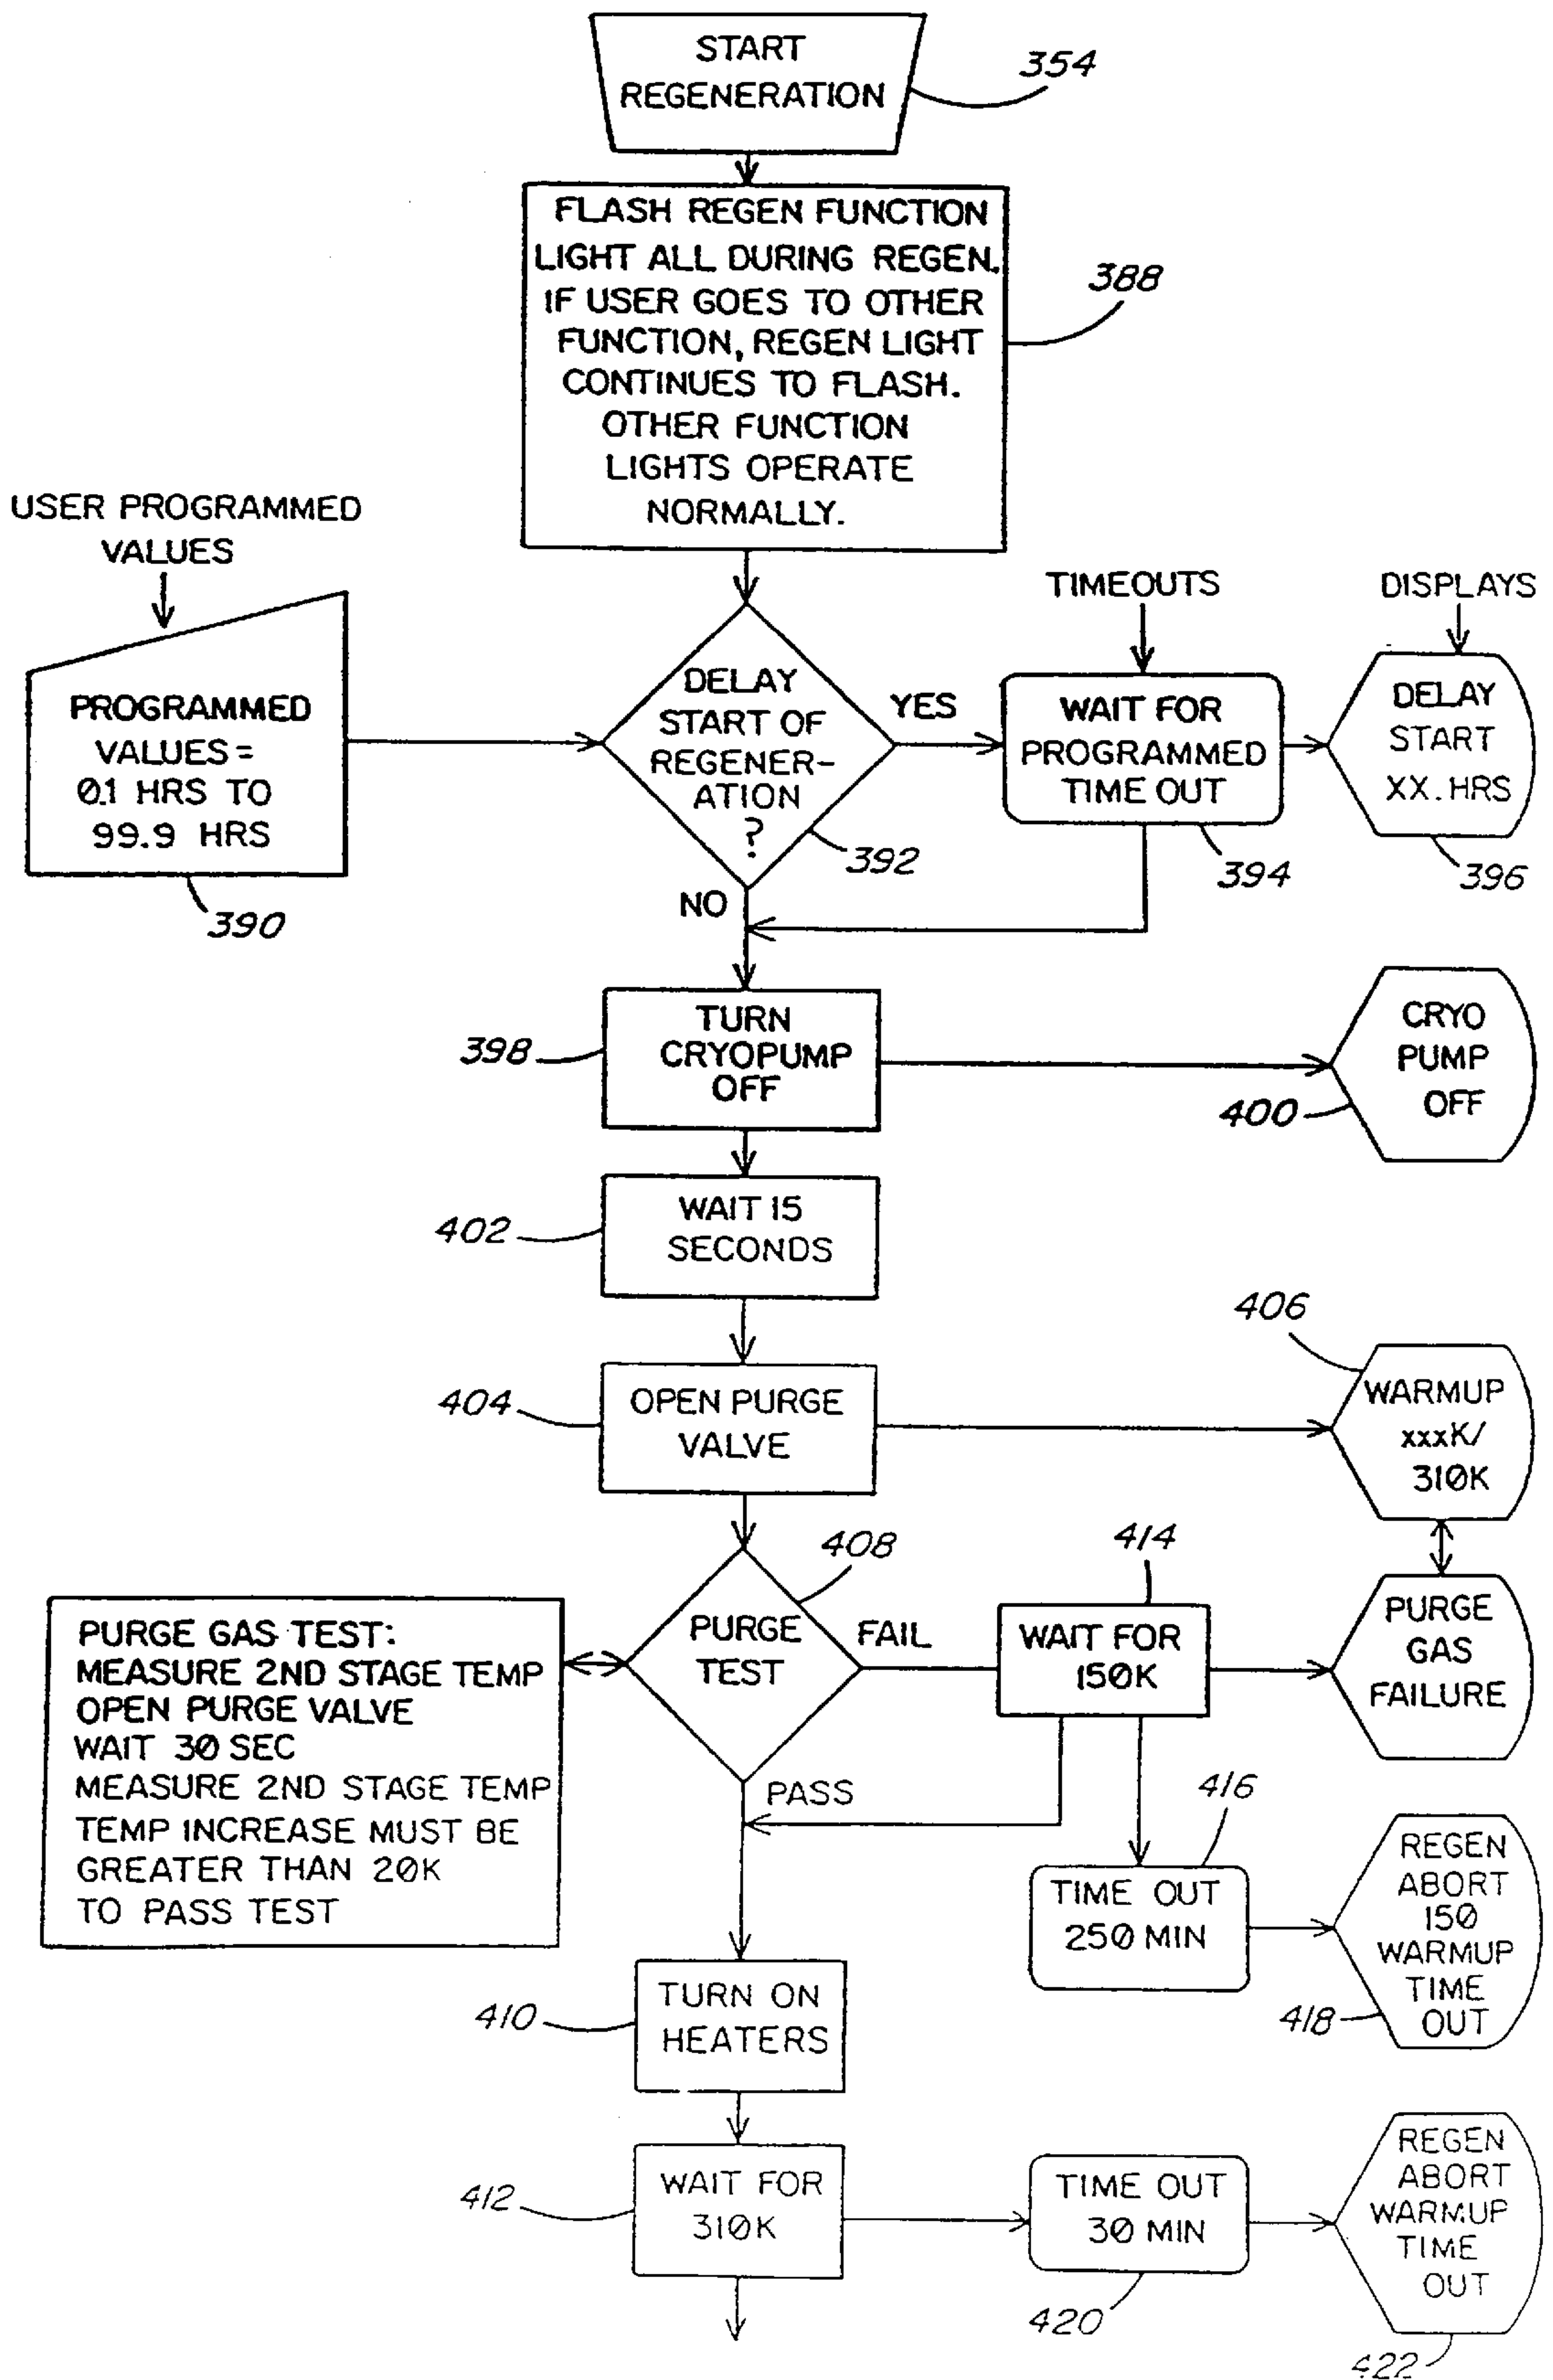 START
REGENERATION
354
FLASH REGEN FUNCTION
LIGHT ALL DURING REGEN.
IF USER GOES TO OTHER
FUNCTION, REGEN LIGHT
CONTINUES TO FLASH.
OTHER FUNCTION
LIGHTS OPERATE
NORMALLY.
388
USER PROGRAMMED
VALUES
PROGRAMMED
VALUES =
0.1 HRS TO
99.9 HRS
390
DELAY
START OF
REGENER-
ATION
?
392
YES
NO
TIMEOUTS
WAIT FOR
PROGRAMMED
TIME OUT
394
DISPLAYS
DELAY
START
XX. HRS
396
TURN
CRYOPUMP
OFF
398
CRYO
PUMP
OFF
400
WAIT 15
SECONDS
402
OPEN PURGE
VALVE
404
406
WARMUP
xxxK/
310K
PURGE
TEST
408
FAIL
PASS
PURGE GAS TEST:
MEASURE 2ND STAGE TEMP
OPEN PURGE VALVE
WAIT 30 SEC
MEASURE 2ND STAGE TEMP
TEMP INCREASE MUST BE
GREATER THAN 20K
TO PASS TEST
414
WAIT FOR
150K
PURGE
GAS
FAILURE
416
TIME OUT
250 MIN
REGEN
ABORT
150
WARMUP
TIME
OUT
418
TURN ON
HEATERS
410
WAIT FOR
310K
412
TIME OUT
30 MIN
420
REGEN
ABORT
WARMUP
TIME
OUT
422